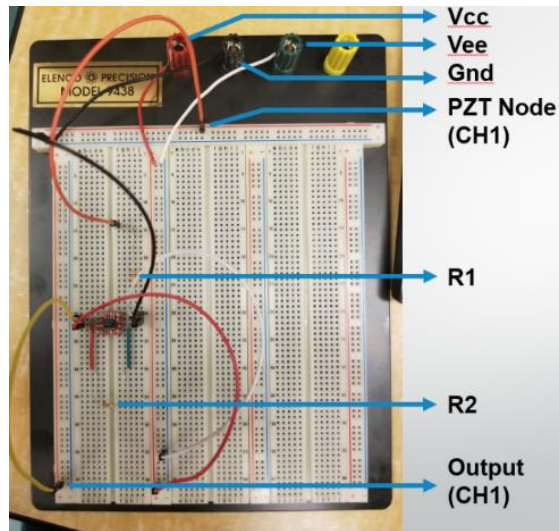 Vcc
Vee
Gnd
ELENCO PRECISION
MODEL 9438
PZT Node
(CH1)
R1
R2
Output
(CH1)